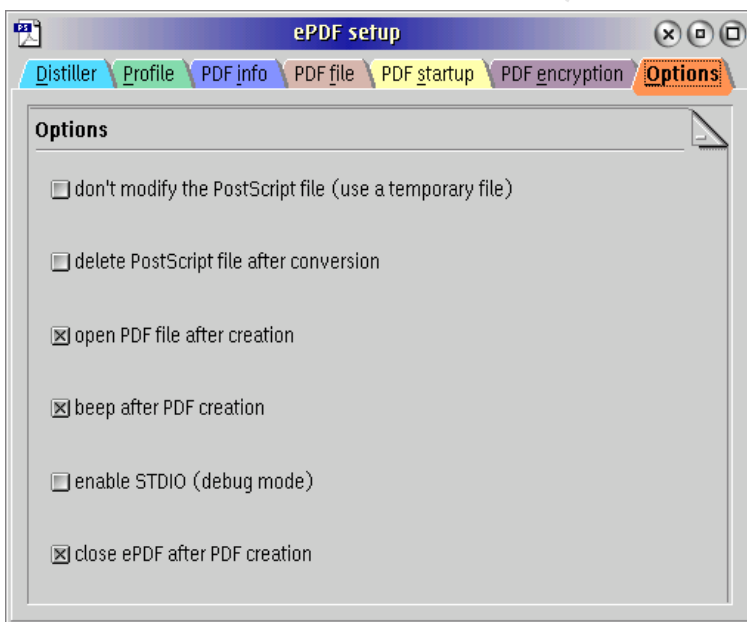 PS
ePDF setup
Distiller Profile PDF info PDF file PDF startup PDF encryption Options
Options
don't modify the PostScript file (use a temporary file)
delete PostScript file after conversion
open PDF file after creation
beep after PDF creation
enable STDIO (debug mode)
close ePDF after PDF creation